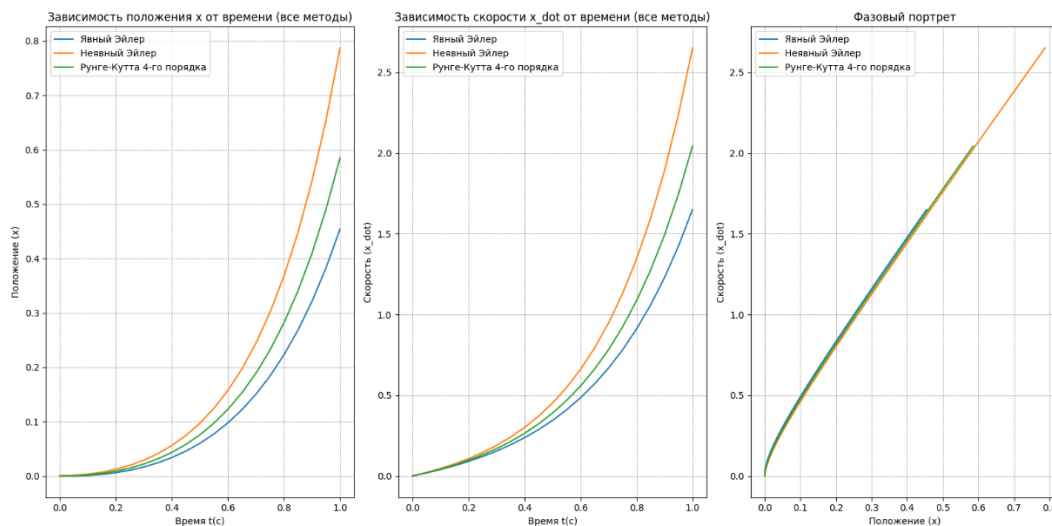 Зависимость положения x от времени (все методы)
Явный Эйлер
Неявный Эйлер
Рунге-Кутта 4-го порядка
Положение (x)
0.8
0.7
0.6
0.5
0.4
0.3
0.2
0.1
0.0
0.0 0.2 0.4 0.6 0.8 1.0
Время t(с)
Зависимость скорости x_dot от времени (все методы)
Явный Эйлер
Неявный Эйлер
Рунге-Кутта 4-го порядка
Скорость (x_dot)
2.5
2.0
1.5
1.0
0.5
0.0
0.0 0.2 0.4 0.6 0.8 1.0
Время t(с)
Фазовый портрет
Явный Эйлер
Неявный Эйлер
Рунге-Кутта 4-го порядка
Скорость (x_dot)
2.5
2.0
1.5
1.0
0.5
0.0
0.0 0.1 0.2 0.3 0.4 0.5 0.6 0.7
Положение (x)